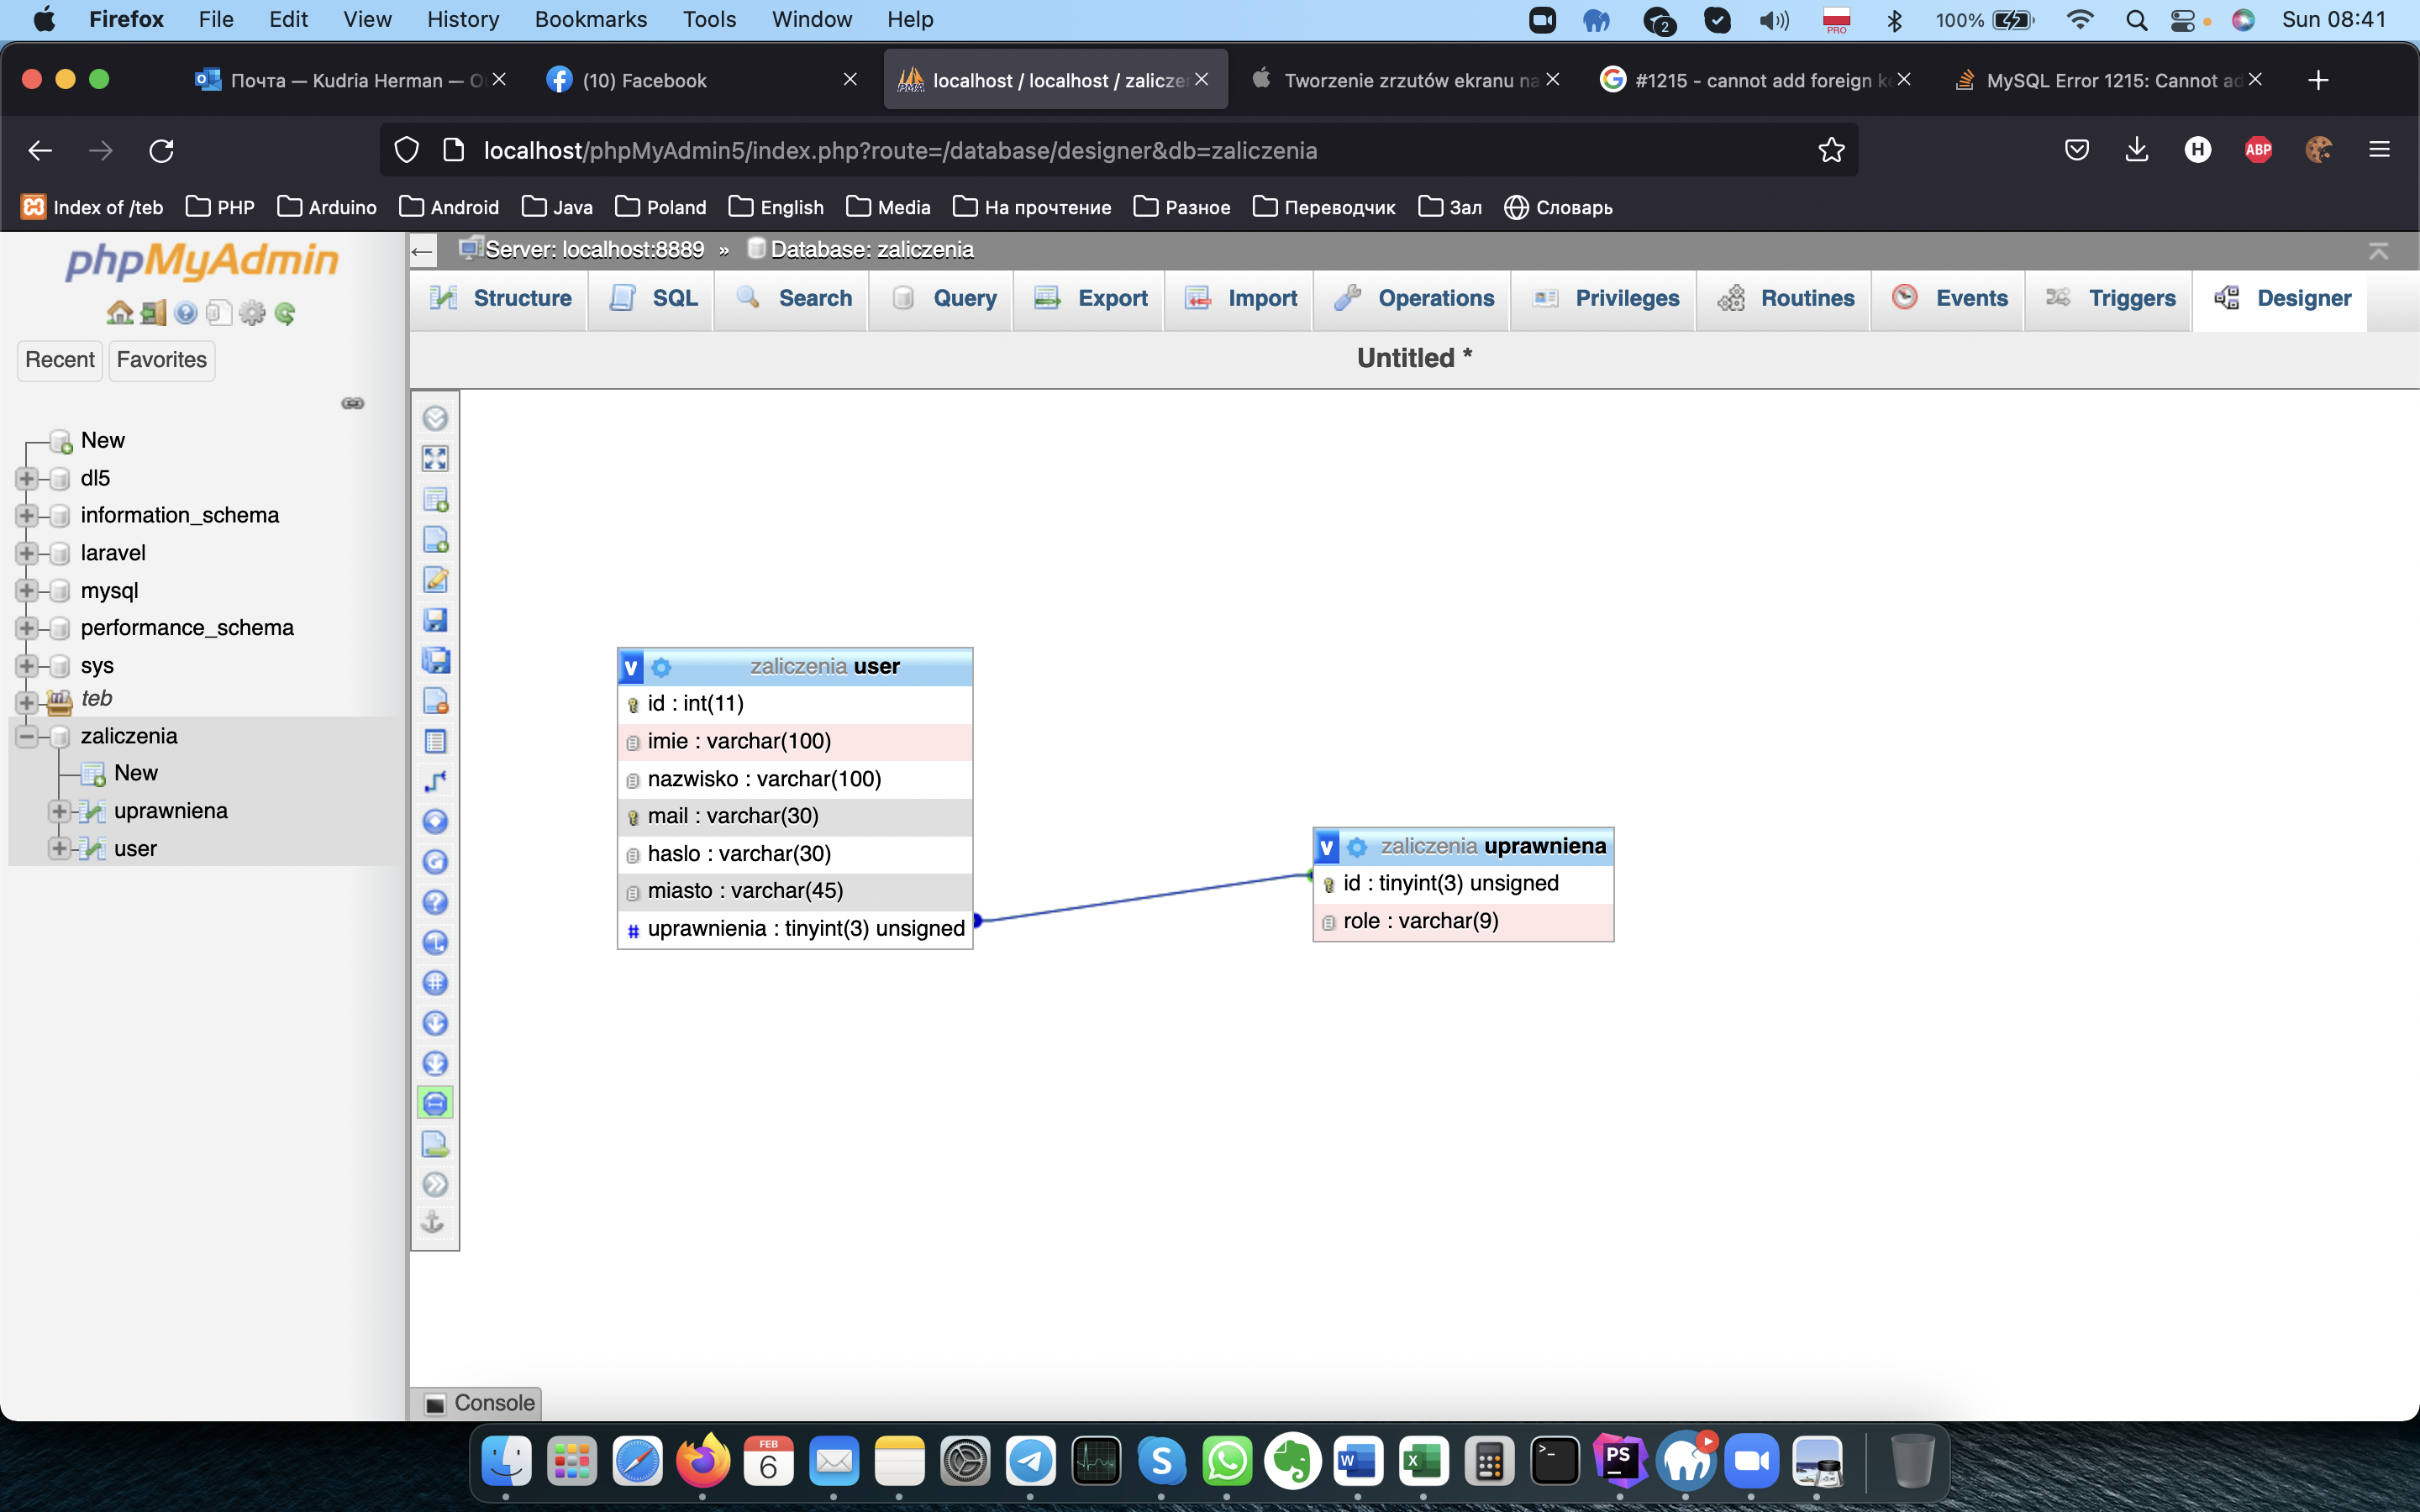 Firefox File Edit View History Bookmarks Tools Window Help 2 PRO 100% Sun 08:41
Почта — Kudria Herman — O
(10) Facebook
localhost / localhost / zalicze
Tworzenie zrzutów ekranu na
#1215 - cannot add foreign k
MySQL Error 1215: Cannot ad
localhost/phpMyAdmin5/index.php?route=/database/designer&db=zaliczenia
H ABP
Index of /teb PHP Arduino Android Java Poland English Media На прочтение Разное Переводчик Зал Словарь
phpMyAdmin
Recent Favorites
New
dl5
information_schema
laravel
mysql
performance_schema
sys
teb
zaliczenia
New
uprawniena
user
Server: localhost:8889 » Database: zaliczenia
Structure SQL Search Query Export Import Operations Privileges Routines Events Triggers Designer
Untitled *
v zaliczenia user
id : int(11)
imie : varchar(100)
nazwisko : varchar(100)
mail : varchar(30)
haslo : varchar(30)
miasto : varchar(45)
# uprawnienia : tinyint(3) unsigned
v zaliczenia uprawniena
id : tinyint(3) unsigned
role : varchar(9)
Console
FEB
6
S
W
X
>_
PS